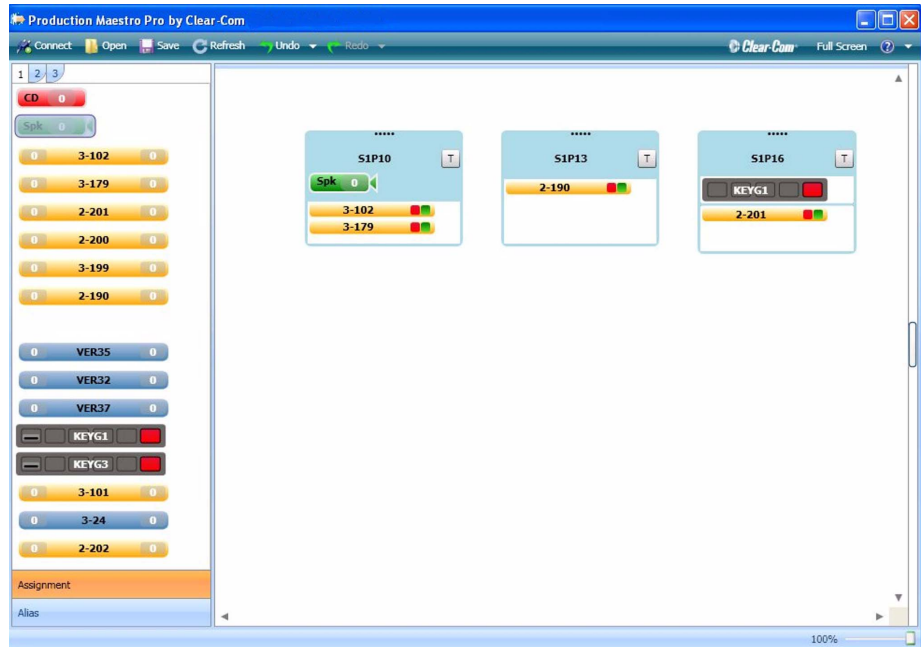 Production Maestro Pro by Clear-Com
Connect Open Save Refresh Undo Redo Clear-Com Full Screen ?
1 2 3
CD 0
Spk 0
0 3-102 0
0 3-179 0
0 2-201 0
0 2-200 0
0 3-199 0
0 2-190 0
0 VER35 0
0 VER32 0
0 VER37 0
KEYG1
KEYG3
0 3-101 0
0 3-24 0
0 2-202 0
Assignment
Alias
S1P10 T
Spk 0
3-102
3-179
S1P13 T
2-190
S1P16 T
KEYG1
2-201
100%